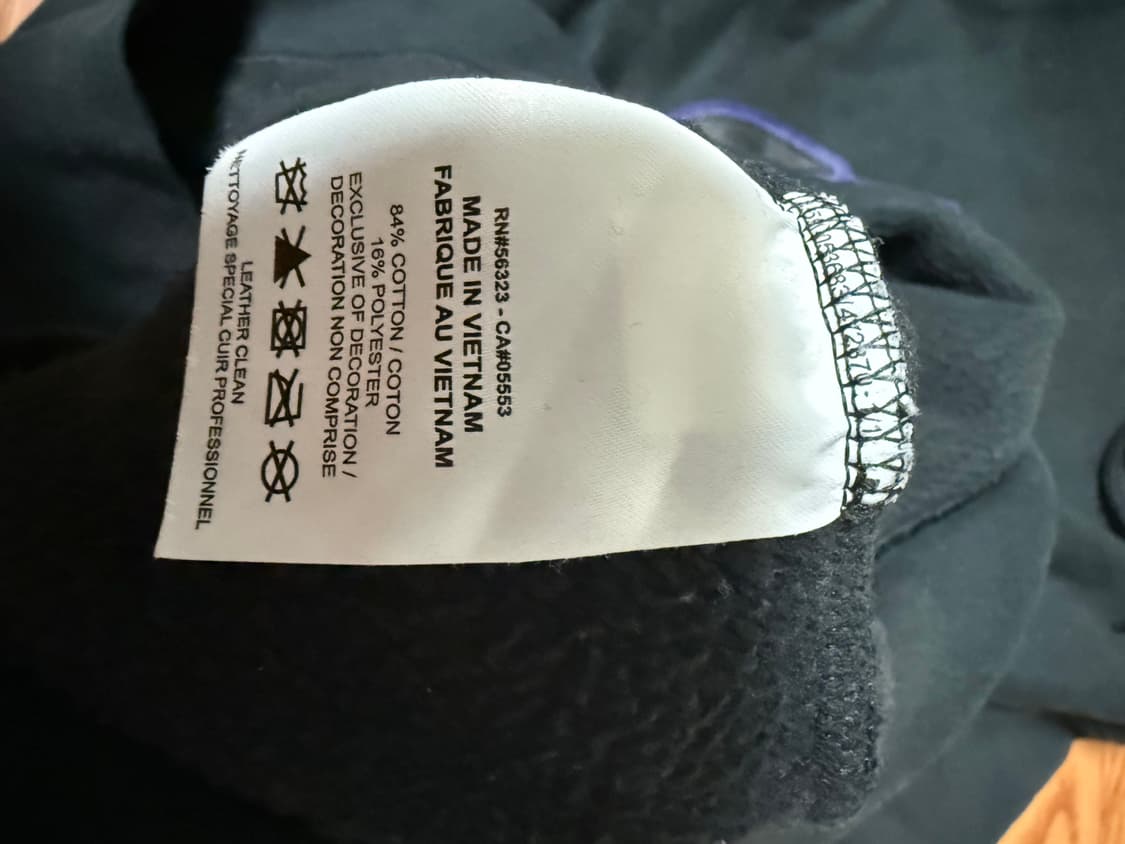 RN#56323 - CA#05553
MADE IN VIETNAM
FABRIQUE AU VIETNAM
84% COTTON / COTON
16% POLYESTER
EXCLUSIVE OF DECORATION /
DECORATION NON COMPRISE
LEATHER CLEAN
NETTOYAGE SPECIAL CUIR PROFESSIONNEL